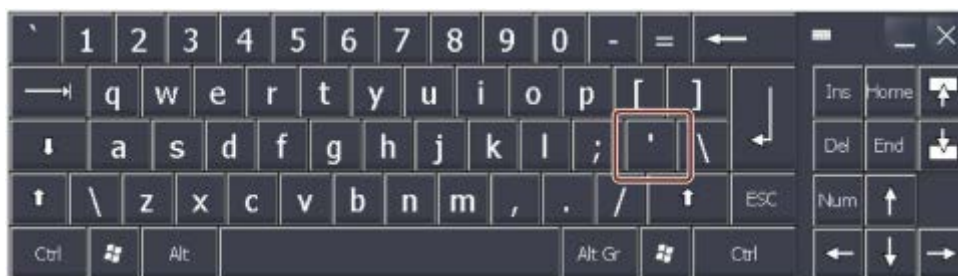 ` 1 2 3 4 5 6 7 8 9 0 - =
q w e r t y u i o p [ ] Ins Home
a s d f g h j k l ; ' \ Del End
\ z x c v b n m , . / ESC Num
Ctrl Alt Alt Gr Ctrl